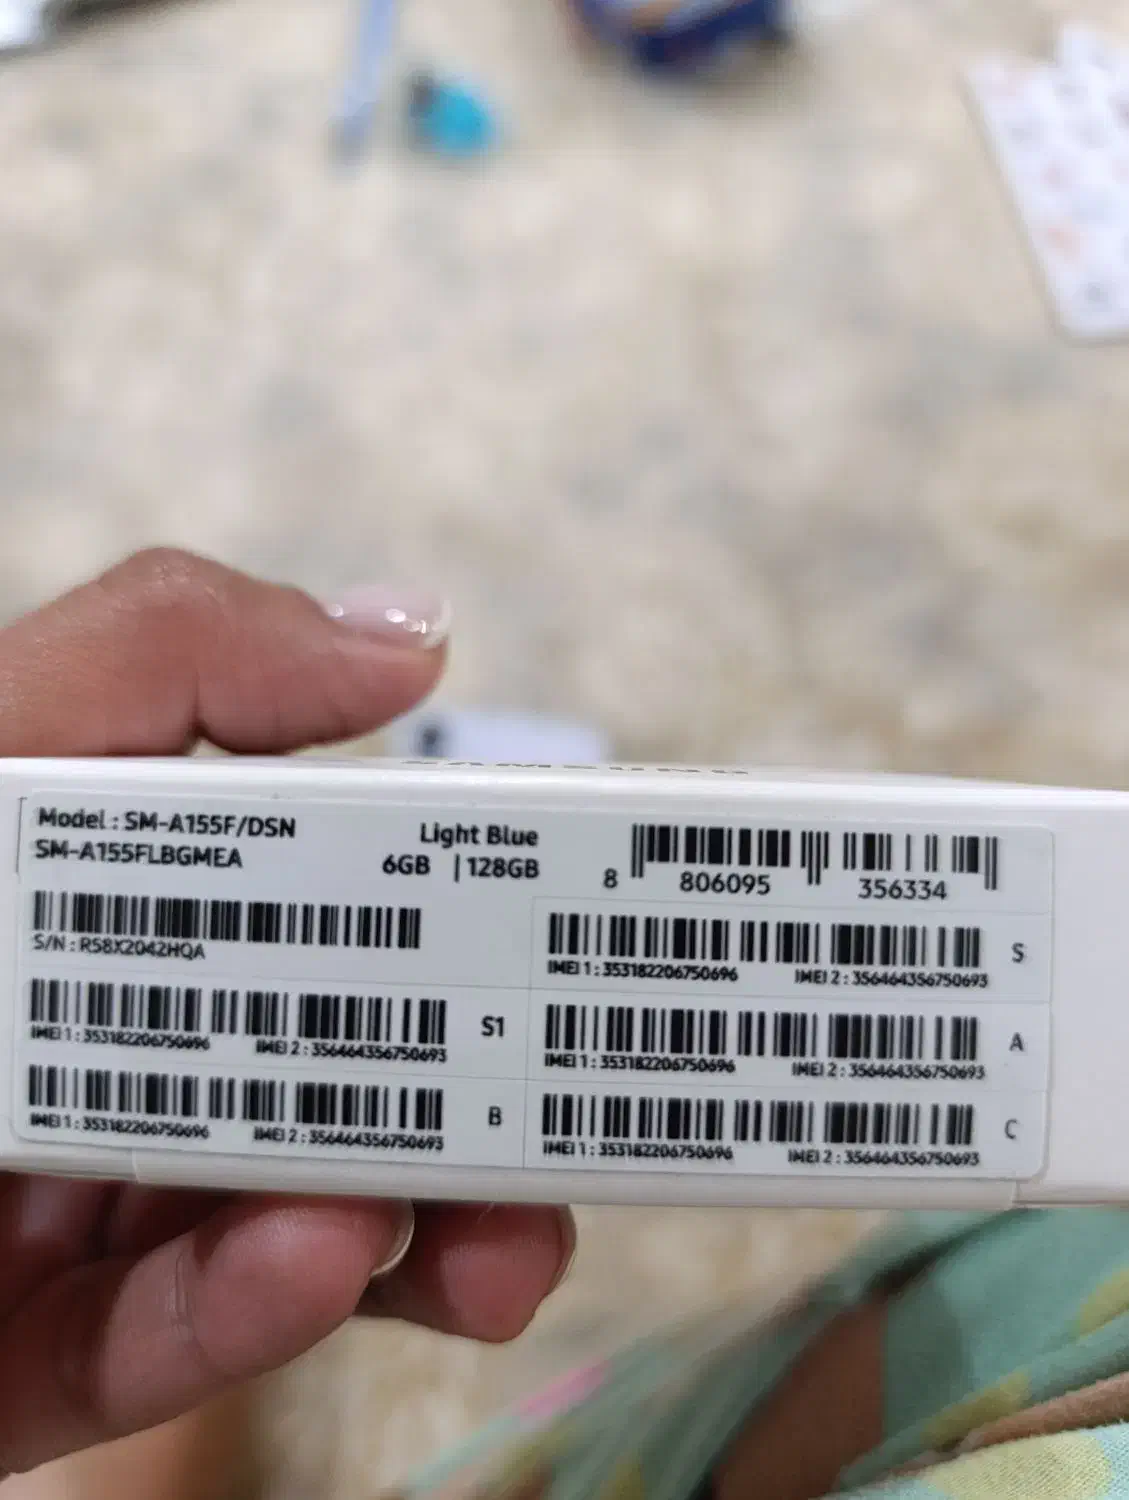 Model : SM-A155F/DSN
SM-A155FLBGMEA
Light Blue
6GB | 128GB
8 806095 356334
S/N : R58X2042HQA
IMEI 1 : 353182206750696 IMEI 2 : 356464356750693 S
IMEI 1 : 353182206750696 IMEI 2 : 356464356750693 S1
IMEI 1 : 353182206750696 IMEI 2 : 356464356750693 A
IMEI 1 : 353182206750696 IMEI 2 : 356464356750693 B
IMEI 1 : 353182206750696 IMEI 2 : 356464356750693 C